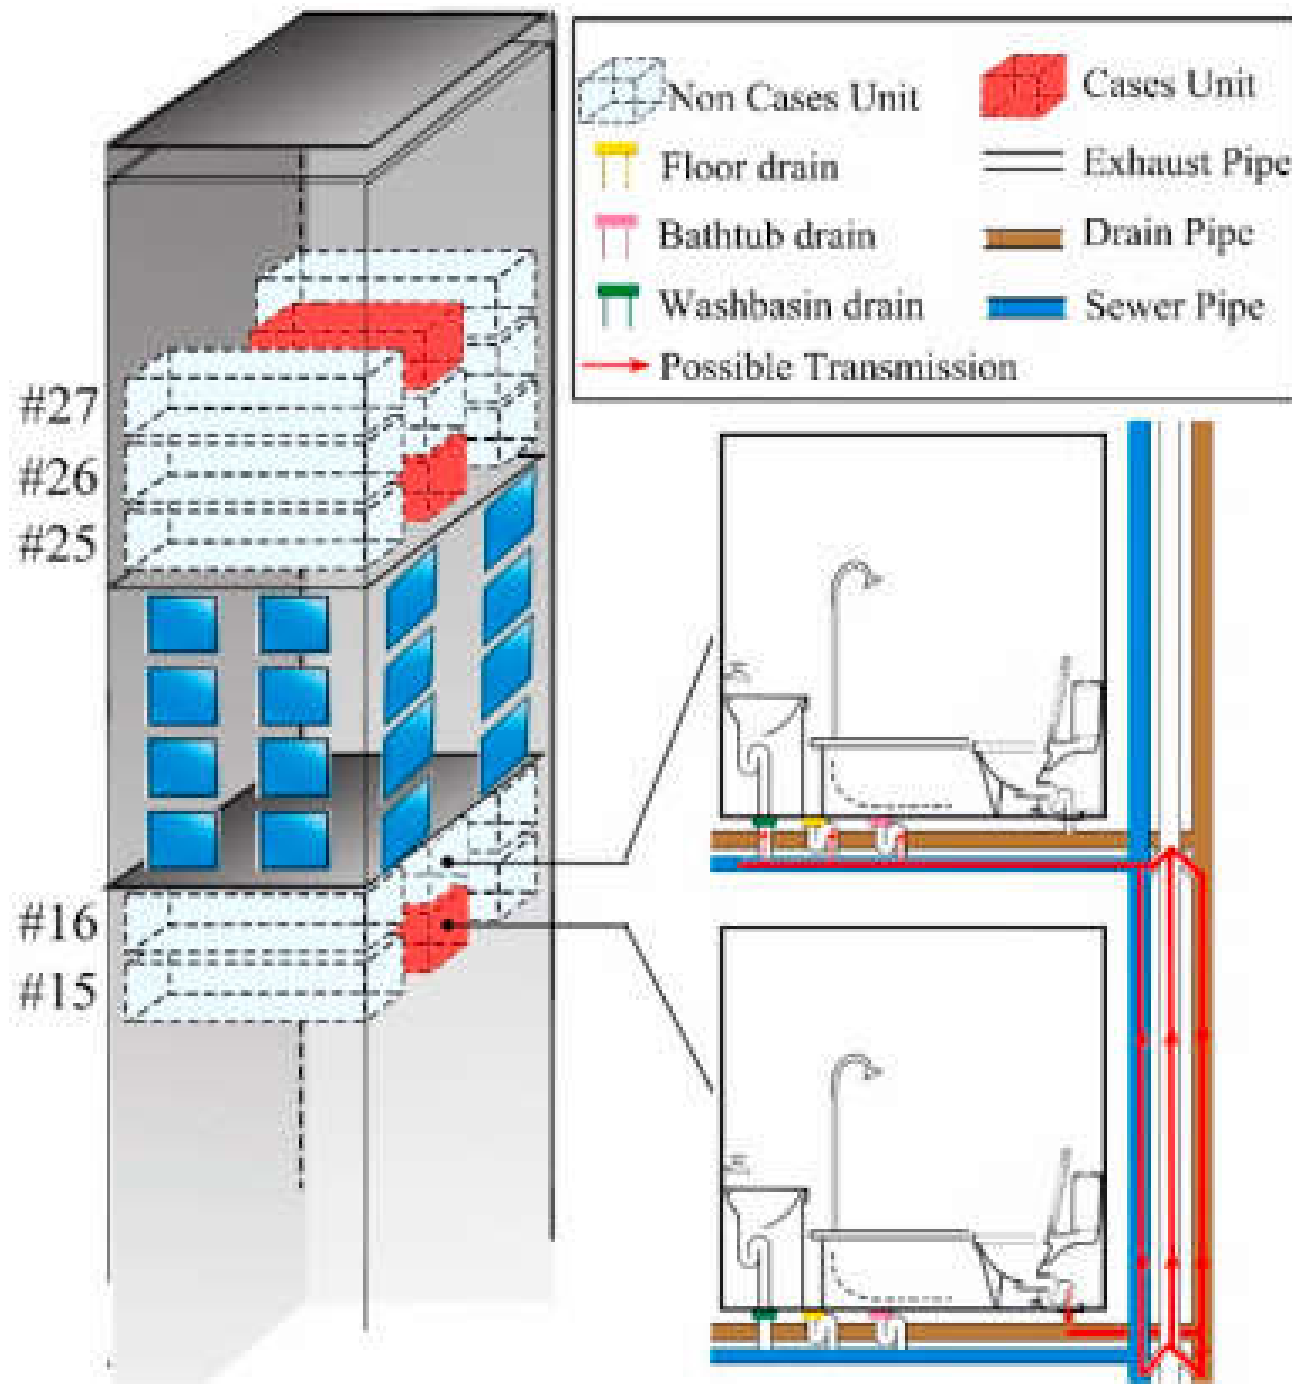 Non Cases Unit
Cases Unit
Floor drain
Exhaust Pipe
Bathtub drain
Drain Pipe
Washbasin drain
Sewer Pipe
Possible Transmission
#27
#26
#25
#16
#15